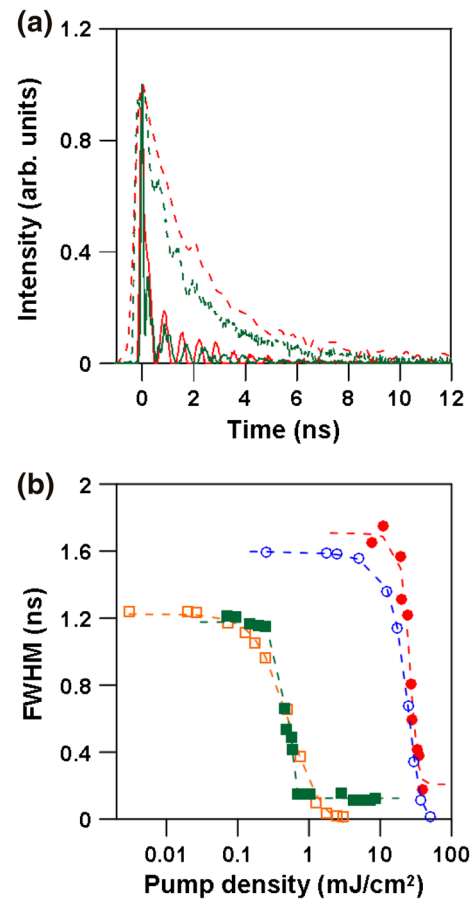 (a)
1.2
0.8
0.4
0
Intensity (arb. units)
0 2 4 6 8 10 12
Time (ns)
(b)
2
1.6
1.2
0.8
0.4
0
FWHM (ns)
0.01 0.1 1 10 100
Pump density (mJ/cm²)